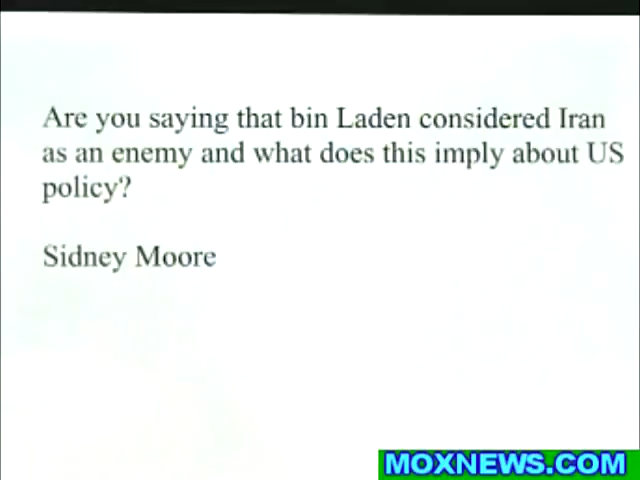 Are you saying that bin Laden considered Iran
as an enemy and what does this imply about US
policy?
Sidney Moore
MOXNEWS.COM